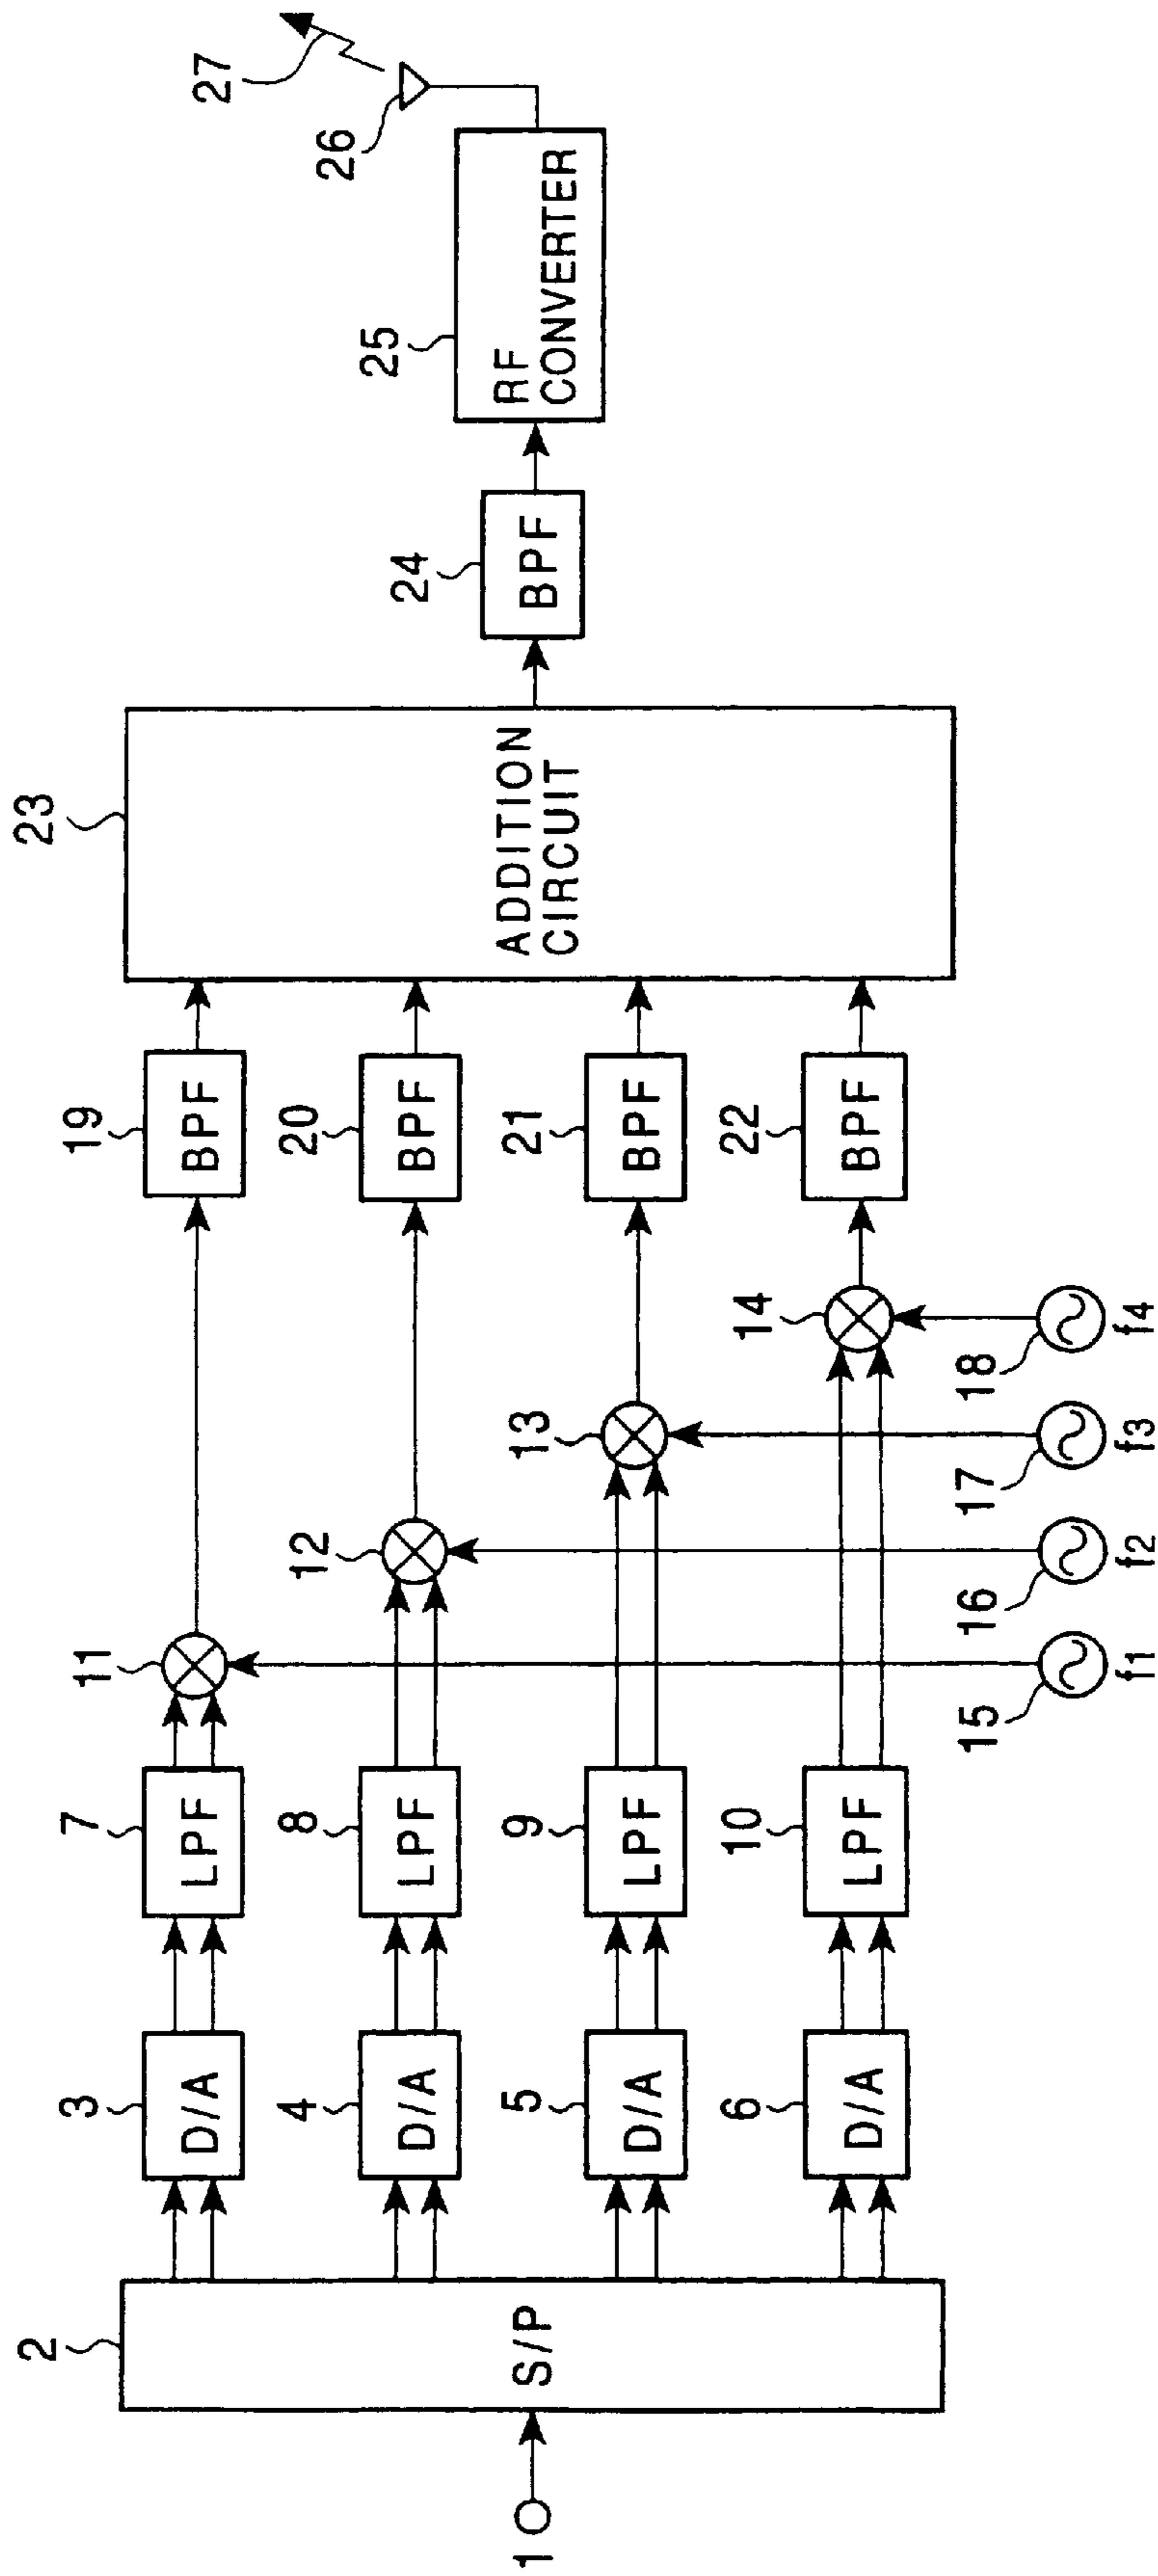 1
2
S/P
3
D/A
7
LPF
11
19
BPF
4
D/A
8
LPF
12
20
BPF
5
D/A
9
LPF
13
21
BPF
6
D/A
10
LPF
14
22
BPF
15
f1
16
f2
17
f3
18
f4
23
ADDITION
CIRCUIT
24
BPF
25
RF
CONVERTER
26
27